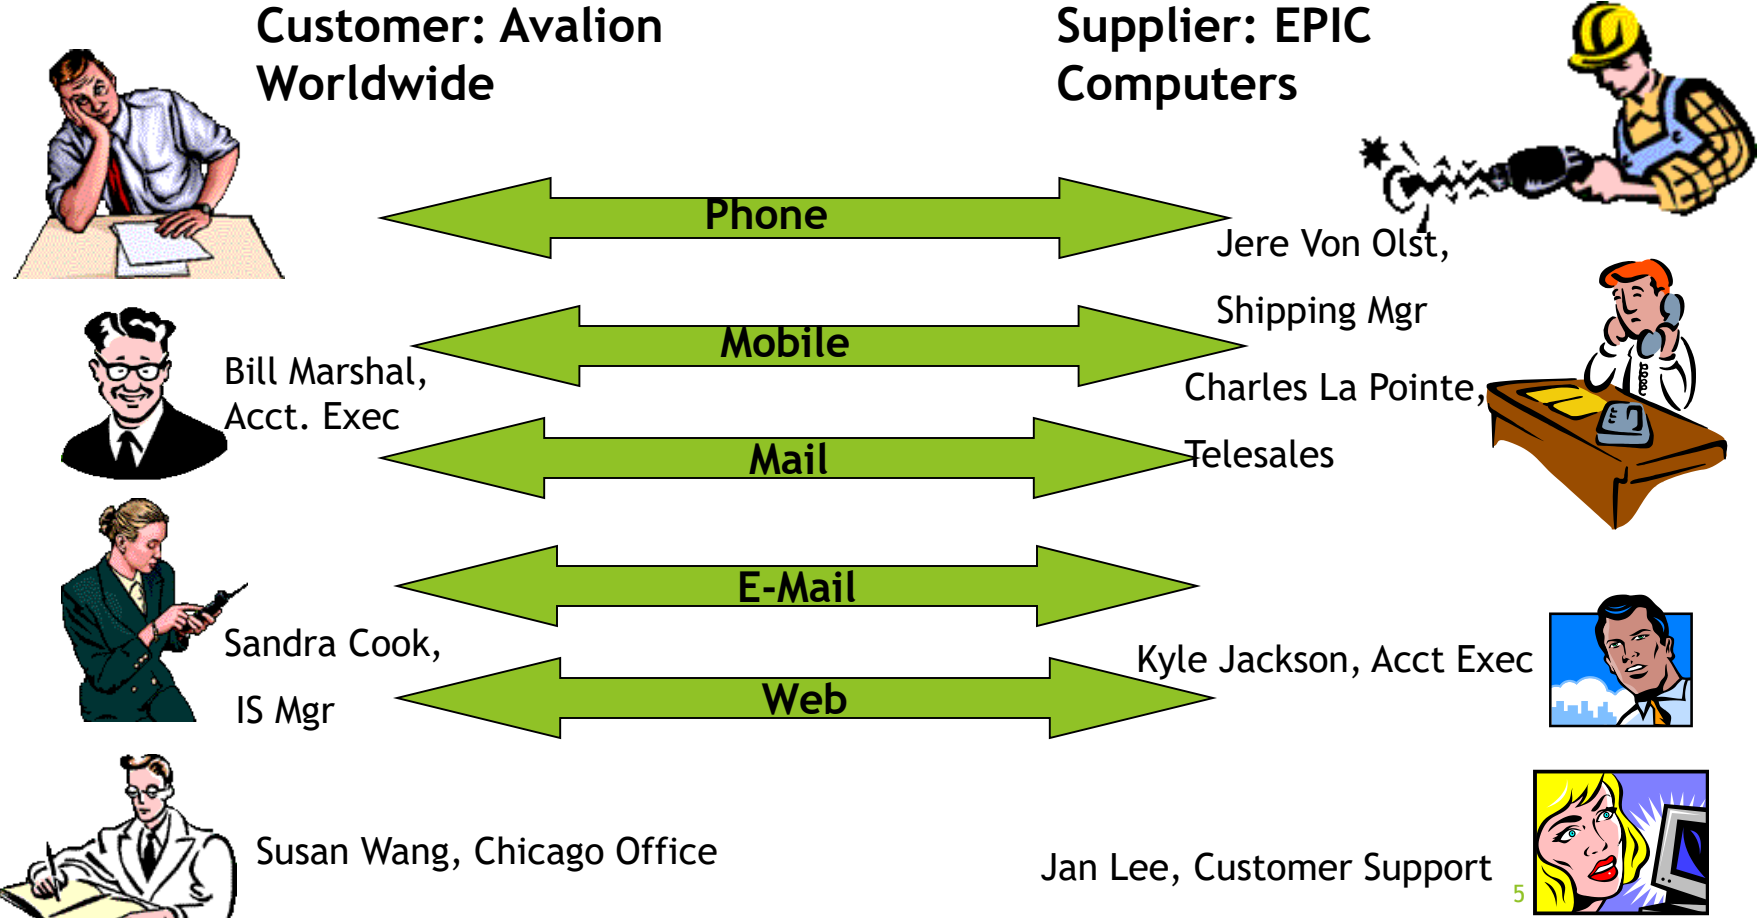 Customer: Avalion
Worldwide
Supplier: EPIC
Computers
Phone
Jere Von Olst,
Shipping Mgr
Mobile
Bill Marshal,
Acct. Exec
Charles La Pointe,
Telesales
Mail
E-Mail
Sandra Cook,
IS Mgr
Kyle Jackson, Acct Exec
Web
Susan Wang, Chicago Office
Jan Lee, Customer Support
5